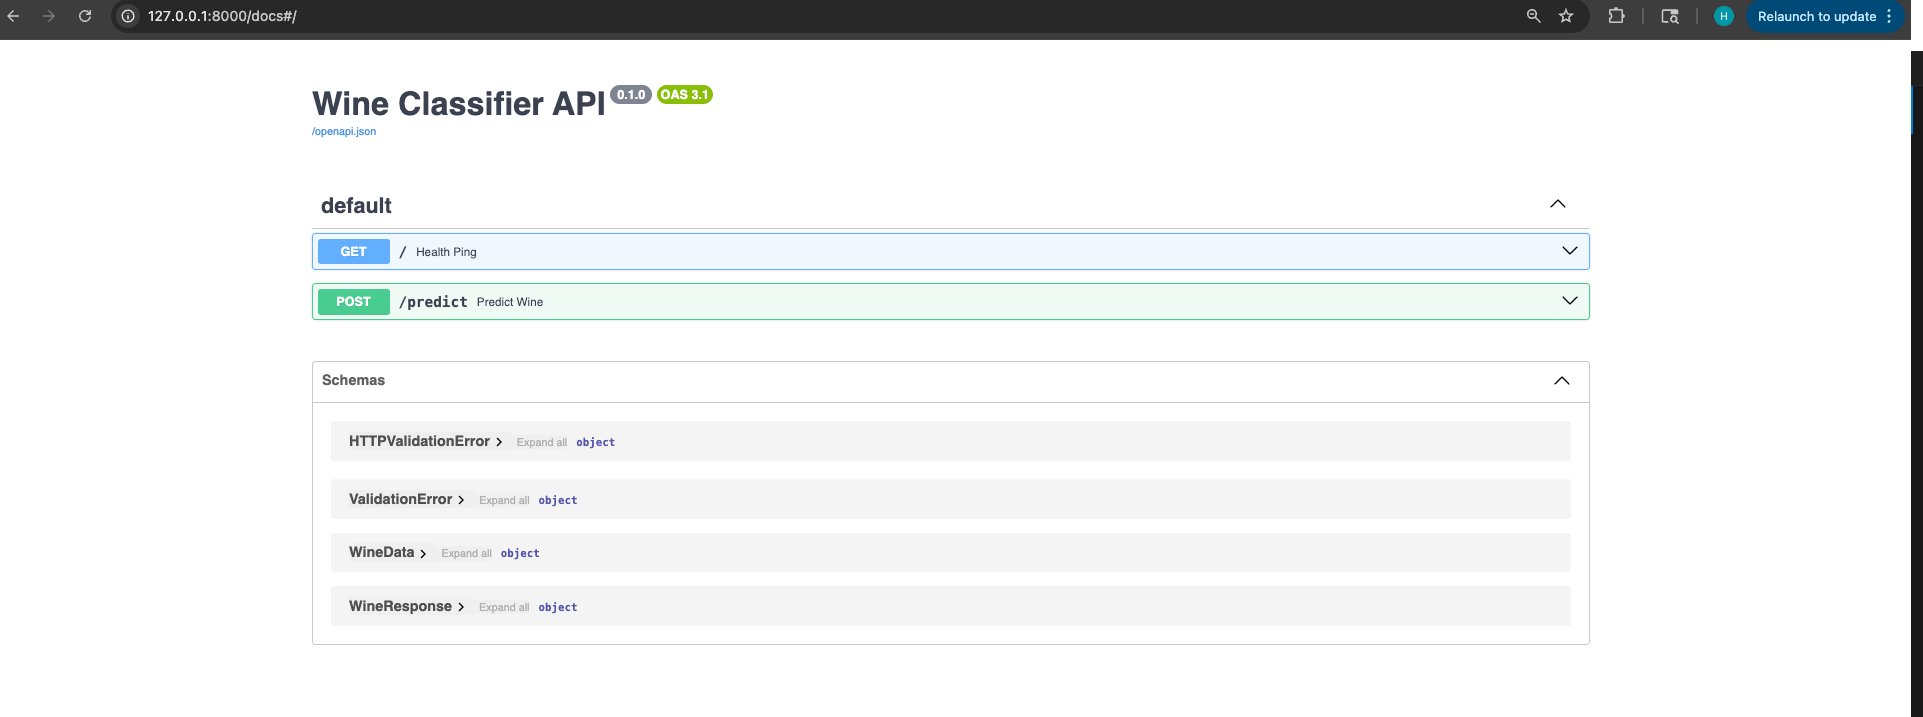 127.0.0.1:8000/docs#/
H
Relaunch to update
Wine Classifier API 0.1.0 OAS 3.1
/openapi.json
default
GET / Health Ping
POST /predict Predict Wine
Schemas
HTTPValidationError Expand all object
ValidationError Expand all object
WineData Expand all object
WineResponse Expand all object